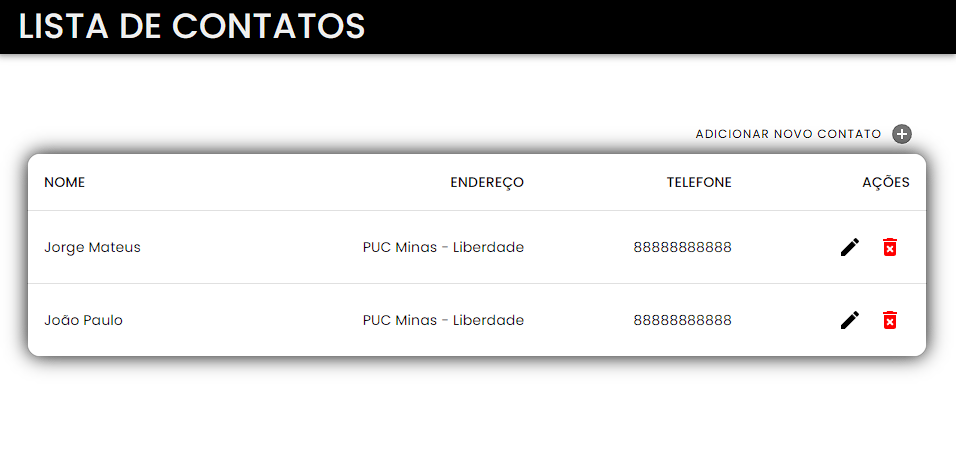 LISTA DE CONTATOS
ADICIONAR NOVO CONTATO
NOME ENDEREÇO TELEFONE AÇÕES
Jorge Mateus PUC Minas - Liberdade 88888888888
João Paulo PUC Minas - Liberdade 88888888888